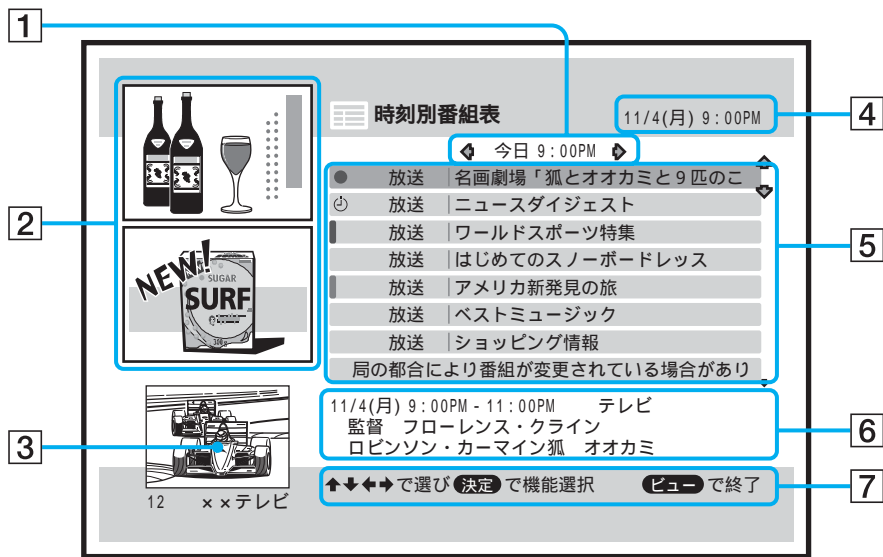 1
時刻別番組表
11/4(月) 9:00PM
4
今日 9:00PM
放送 名画劇場「狐とオオカミと9匹のこ
放送 ニュースダイジェスト
放送 ワールドスポーツ特集
放送 はじめてのスノーボードレッス
放送 アメリカ新発見の旅
放送 ベストミュージック
放送 ショッピング情報
局の都合により番組が変更されている場合があり
5
2
NEW!
SUGAR
SURF
300g
11/4(月) 9:00PM-11:00PM テレビ
監督 フローレンス・クライン
ロビンソン・カーマイン狐 オオカミ
6
3
12 ××テレビ
↑↓←→で選び 決定 で機能選択 ビュー で終了
7